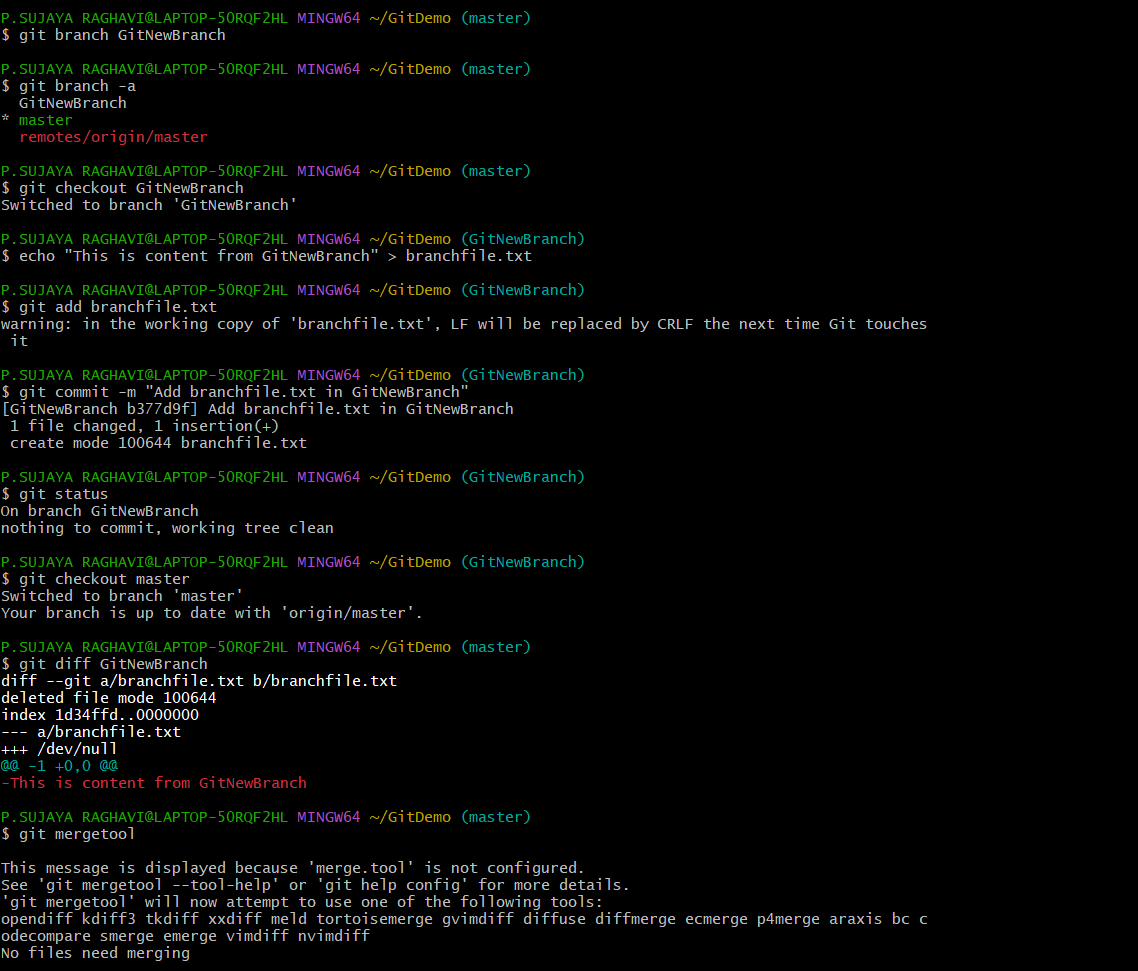 P.SUJAYA RAGHAVI@LAPTOP-5ORQF2HL MINGW64 ~/GitDemo (master)
$ git branch GitNewBranch
P.SUJAYA RAGHAVI@LAPTOP-5ORQF2HL MINGW64 ~/GitDemo (master)
$ git branch -a
  GitNewBranch
* master
  remotes/origin/master
P.SUJAYA RAGHAVI@LAPTOP-5ORQF2HL MINGW64 ~/GitDemo (master)
$ git checkout GitNewBranch
Switched to branch 'GitNewBranch'
P.SUJAYA RAGHAVI@LAPTOP-5ORQF2HL MINGW64 ~/GitDemo (GitNewBranch)
$ echo "This is content from GitNewBranch" > branchfile.txt
P.SUJAYA RAGHAVI@LAPTOP-5ORQF2HL MINGW64 ~/GitDemo (GitNewBranch)
$ git add branchfile.txt
warning: in the working copy of 'branchfile.txt', LF will be replaced by CRLF the next time Git touches
 it
P.SUJAYA RAGHAVI@LAPTOP-5ORQF2HL MINGW64 ~/GitDemo (GitNewBranch)
$ git commit -m "Add branchfile.txt in GitNewBranch"
[GitNewBranch b377d9f] Add branchfile.txt in GitNewBranch
 1 file changed, 1 insertion(+)
 create mode 100644 branchfile.txt
P.SUJAYA RAGHAVI@LAPTOP-5ORQF2HL MINGW64 ~/GitDemo (GitNewBranch)
$ git status
On branch GitNewBranch
nothing to commit, working tree clean
P.SUJAYA RAGHAVI@LAPTOP-5ORQF2HL MINGW64 ~/GitDemo (GitNewBranch)
$ git checkout master
Switched to branch 'master'
Your branch is up to date with 'origin/master'.
P.SUJAYA RAGHAVI@LAPTOP-5ORQF2HL MINGW64 ~/GitDemo (master)
$ git diff GitNewBranch
diff --git a/branchfile.txt b/branchfile.txt
deleted file mode 100644
index 1d34ffd..0000000
--- a/branchfile.txt
+++ /dev/null
@@ -1 +0,0 @@
-This is content from GitNewBranch
P.SUJAYA RAGHAVI@LAPTOP-5ORQF2HL MINGW64 ~/GitDemo (master)
$ git mergetool
This message is displayed because 'merge.tool' is not configured.
See 'git mergetool --tool-help' or 'git help config' for more details.
'git mergetool' will now attempt to use one of the following tools:
opendiff kdiff3 tkdiff xxdiff meld tortoisemerge gvimdiff diffuse diffmerge ecmerge p4merge araxis bc c
odecompare smerge emerge vimdiff nvimdiff
No files need merging